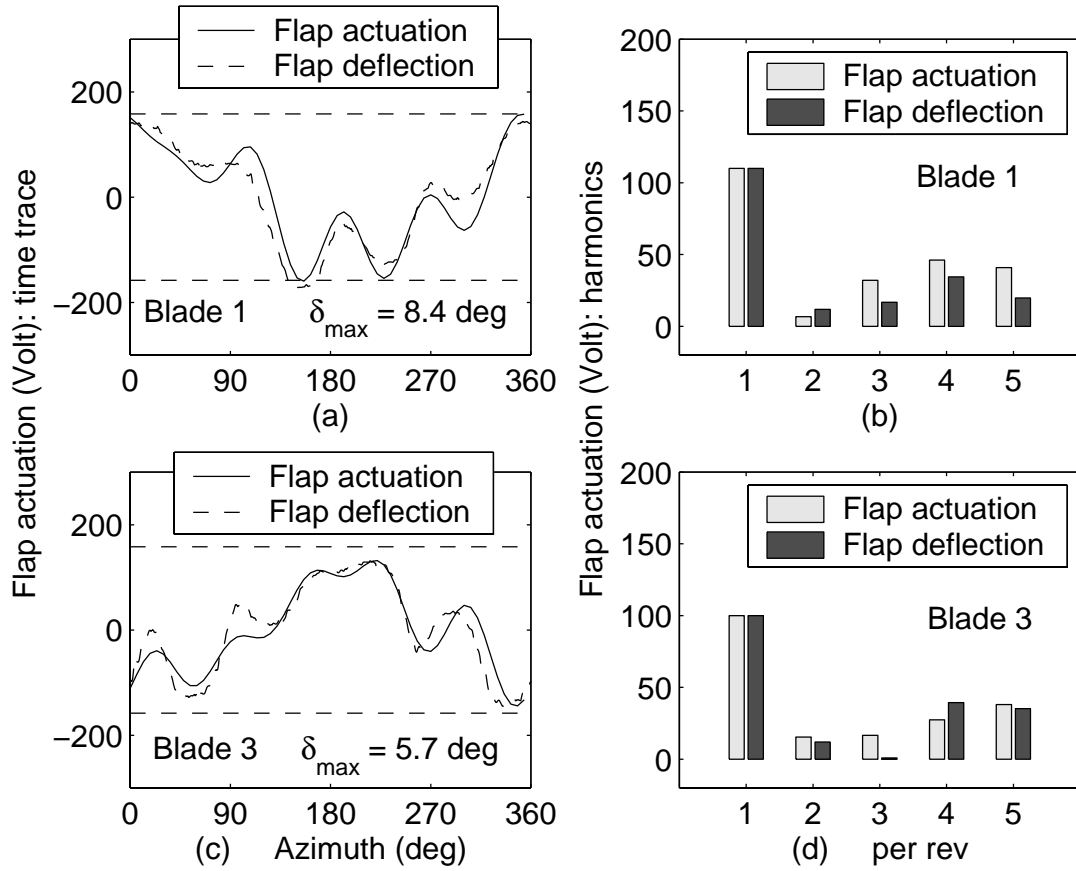 Flap actuation (Volt): time trace
Flap actuation
Flap deflection
200
0
−200
Blade 1
δmax = 8.4 deg
0 90 180 270 360
(a)
Flap actuation (Volt): harmonics
200
150
100
50
0
Flap actuation
Flap deflection
Blade 1
1 2 3 4 5
(b)
Flap actuation
Flap deflection
200
0
−200
Blade 3
δmax = 5.7 deg
0 90 180 270 360
(c) Azimuth (deg)
200
150
100
50
0
Flap actuation
Flap deflection
Blade 3
1 2 3 4 5
(d) per rev